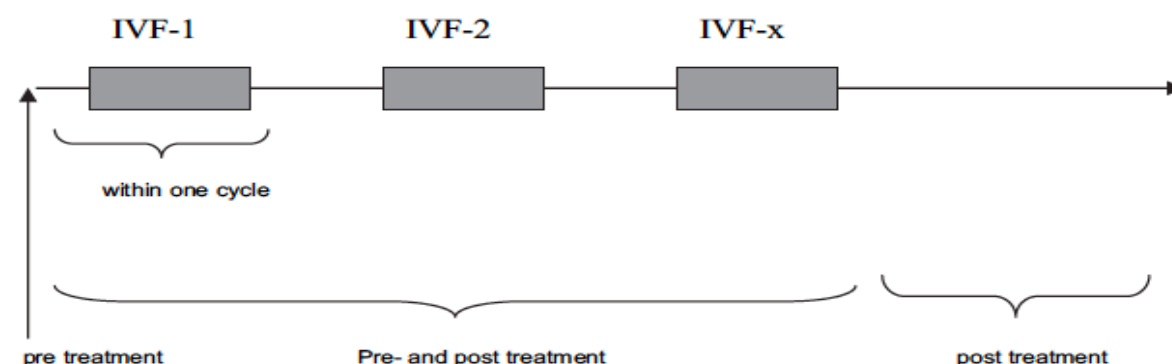 IVF-1 IVF-2 IVF-x
within one cycle
pre treatment Pre- and post treatment post treatment